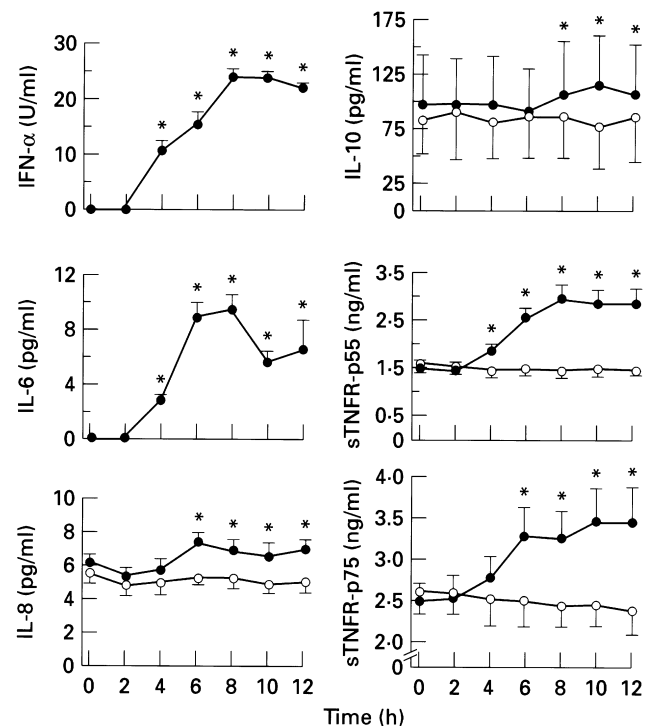 IFN-α (U/ml)
30
20
10
0
* * * * *
IL-10 (pg/ml)
175
125
75
25
0
* * *
IL-6 (pg/ml)
12
8
4
0
* * * * *
sTNFR-p55 (ng/ml)
3·5
2·5
1·5
0·5
0
* * * * *
IL-8 (pg/ml)
10
8
6
4
2
0
* * * *
0 2 4 6 8 10 12
sTNFR-p75 (ng/ml)
4·0
3·5
3·0
2·5
2·0
0
* * * *
0 2 4 6 8 10 12
Time (h)